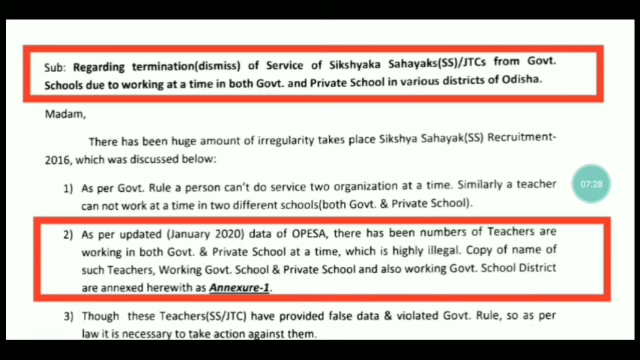 Sub: Regarding termination(dismiss) of Service of Sikshyaka Sahayaks(SS)/JTCs from Govt.
Schools due to working at a time in both Govt. and Private School in various districts of Odisha.
Madam,
There has been huge amount of irregularity takes place Sikshya Sahayak(SS) Recruitment-
2016, which was discussed below:
1) As per Govt. Rule a person can't do service two organization at a time. Similarly a teacher
can not work at a time in two different schools(both Govt. & Private School).
07:28
2) As per updated (January 2020) data of OPESA, there has been numbers of Teachers are
working in both Govt. & Private School at a time, which is highly illegal. Copy of name of
such Teachers, Working Govt. School & Private School and also working Govt. School District
are annexed herewith as Annexure-1.
3) Though these Teachers(SS/JTC) have provided false data & violated Govt. Rule, so as per
law it is necessary to take action against them.